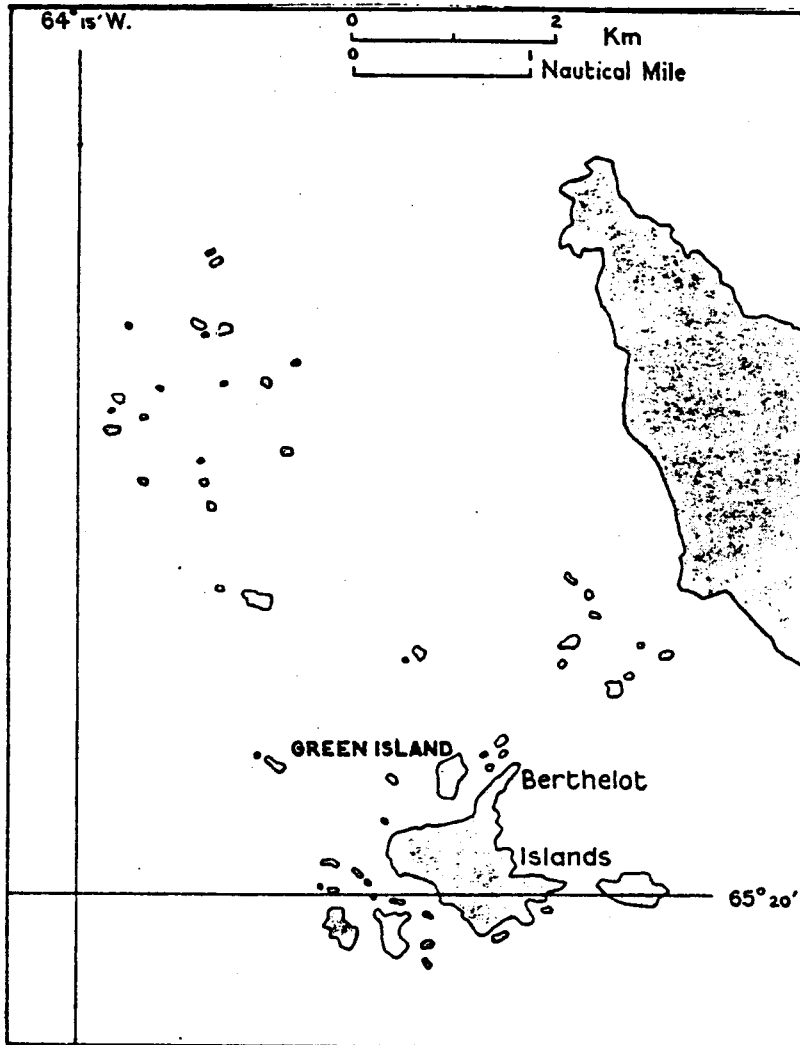 64° 15' W.
0 2
Km
0 1
Nautical Mile
GREEN ISLAND
Berthelot
Islands
65° 20'